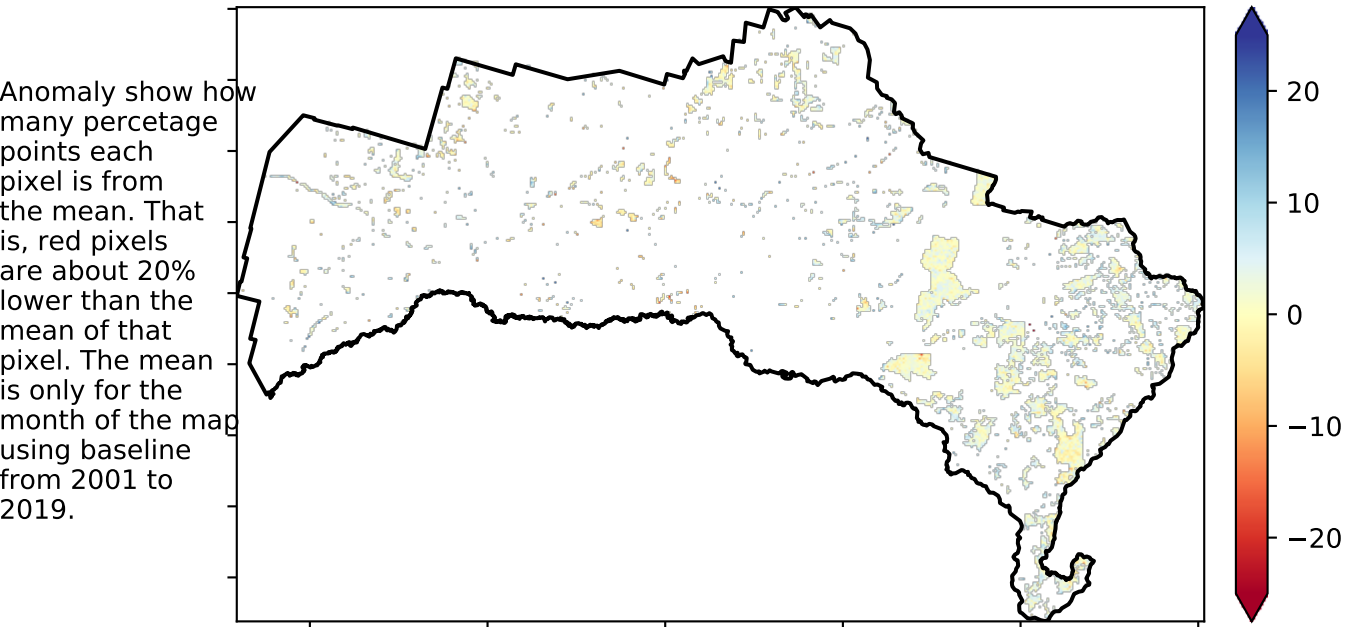 Anomaly show how
many percetage
points each
pixel is from
the mean. That
is, red pixels
are about 20%
lower than the
mean of that
pixel. The mean
is only for the
month of the map
using baseline
from 2001 to
2019.
20
10
0
−10
−20